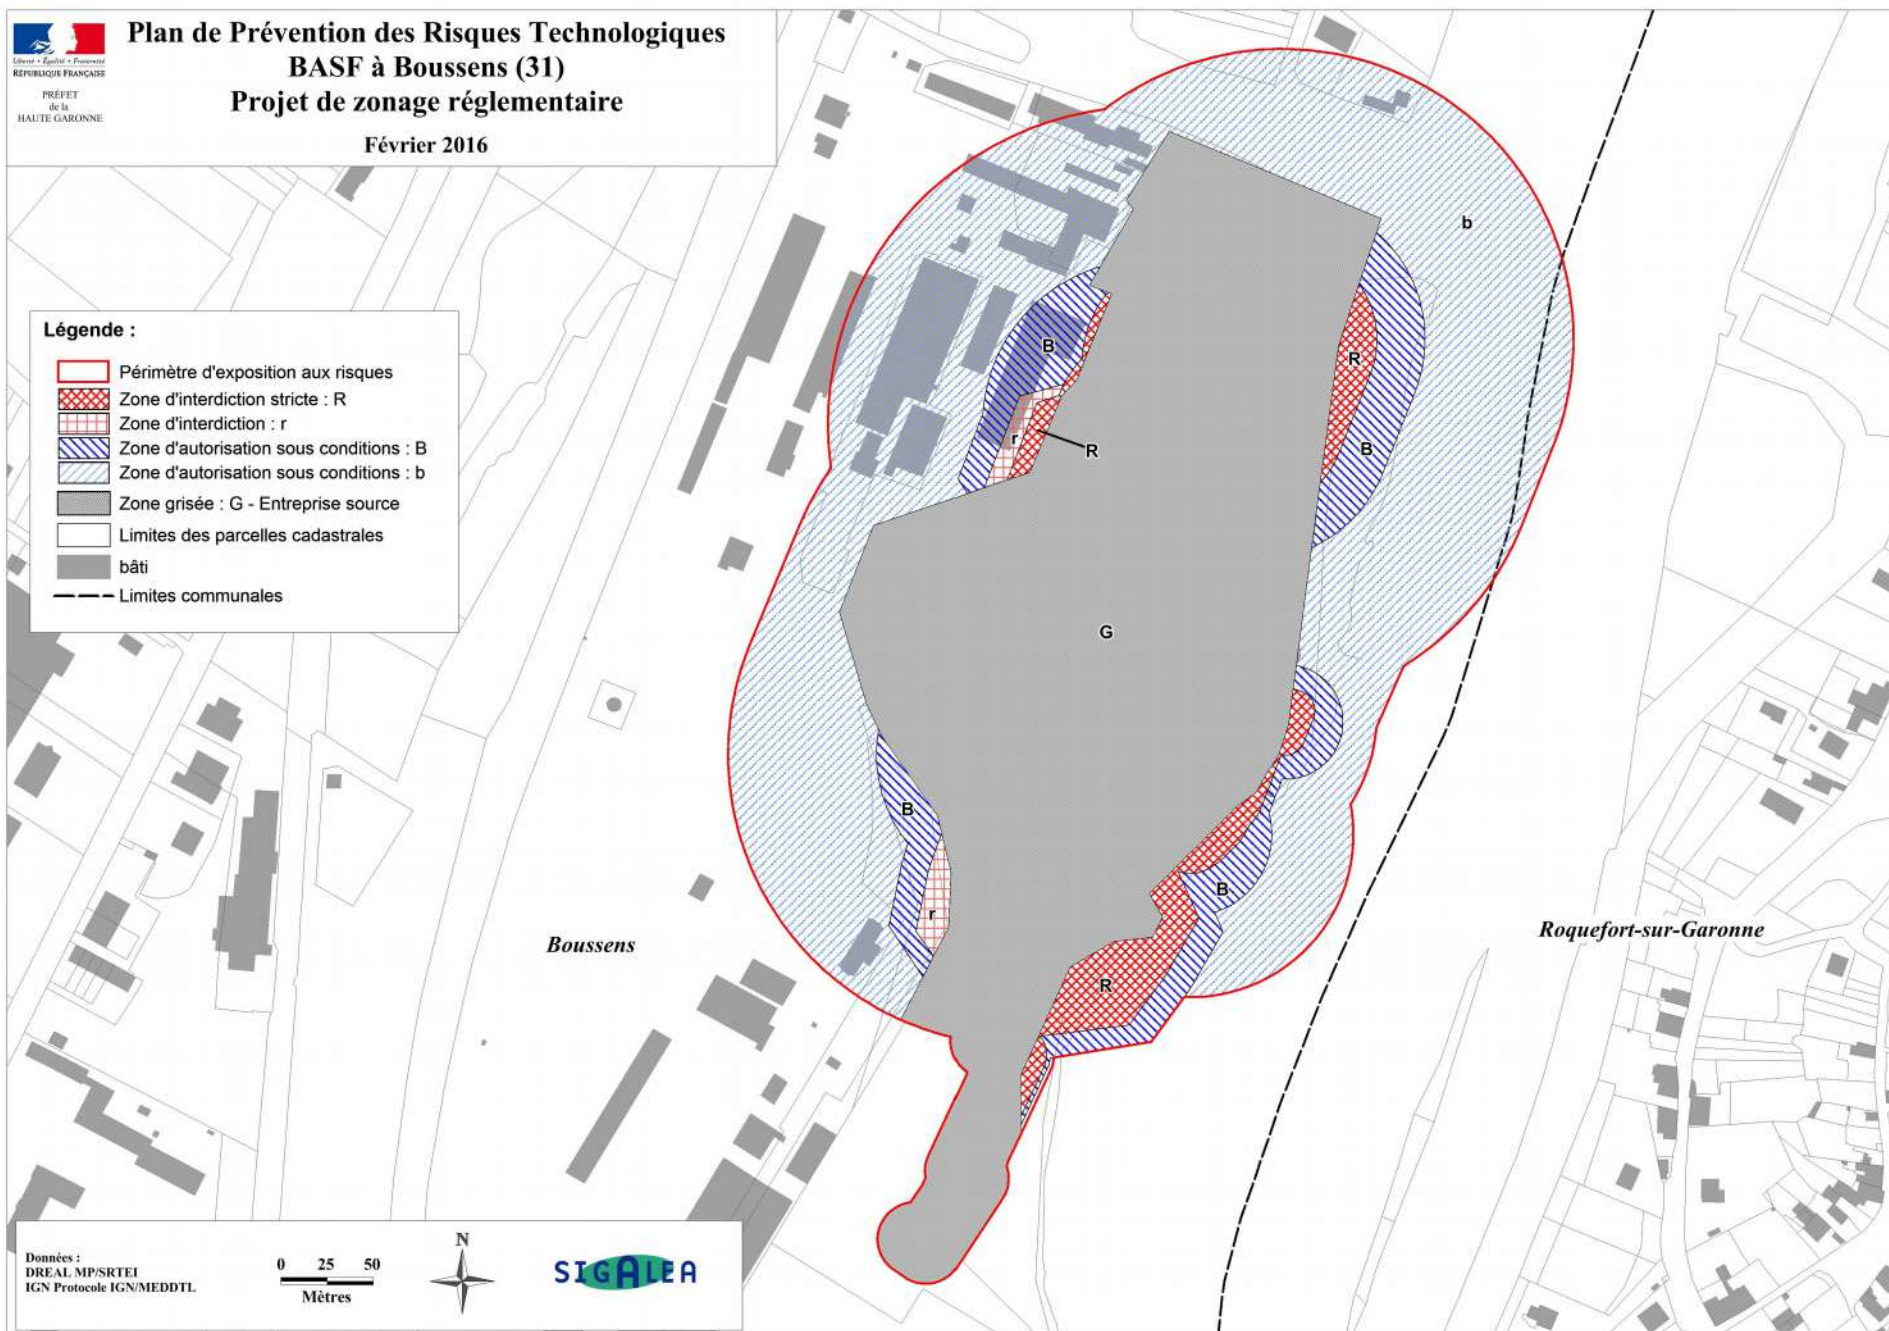 Plan de Prévention des Risques Technologiques
BASF à Boussens (31)
Projet de zonage réglementaire
Février 2016
Liberté • Égalité • Fraternité
RÉPUBLIQUE FRANÇAISE
PRÉFET
de la
HAUTE GARONNE
Légende :
Périmètre d'exposition aux risques
Zone d'interdiction stricte : R
Zone d'interdiction : r
Zone d'autorisation sous conditions : B
Zone d'autorisation sous conditions : b
Zone grisée : G - Entreprise source
Limites des parcelles cadastrales
bâti
Limites communales
b
B
R
r
R
B
G
B
r
B
R
Boussens
Roquefort-sur-Garonne
Données :
DREAL MP/SRTEI
IGN Protocole IGN/MEDDTL
0 25 50
Mètres
N
SIGALEA